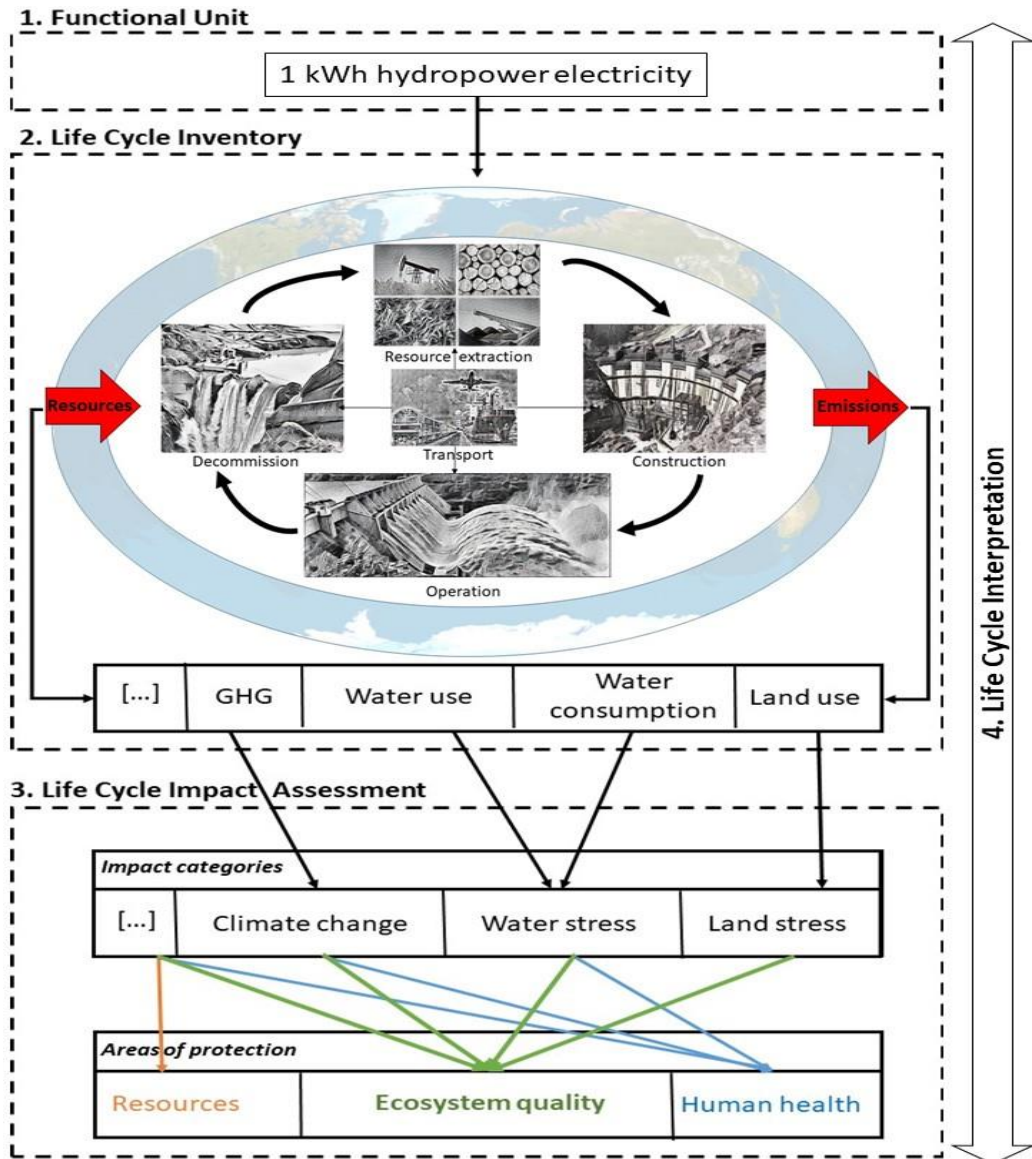 1. Functional Unit
1 kWh hydropower electricity
2. Life Cycle Inventory
Resource extraction
Resources
Emissions
Decommission
Transport
Construction
Operation
[...]
GHG
Water use
Water
consumption
Land use
3. Life Cycle Impact Assessment
Impact categories
[...]
Climate change
Water stress
Land stress
Areas of protection
Resources
Ecosystem quality
Human health
4. Life Cycle Interpretation